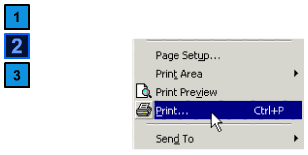 1
2
3
Page Setup...
Print Area
Print Preview
Print... Ctrl+P
Send To